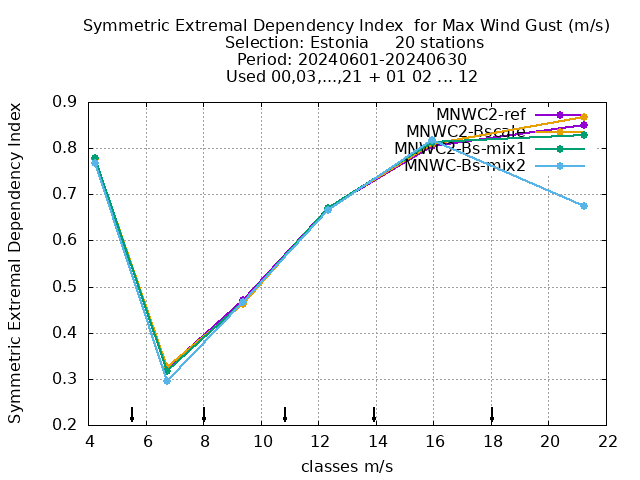 Symmetric Extremal Dependency Index  for Max Wind Gust (m/s)
Selection: Estonia     20 stations
Period: 20240601-20240630
Used 00,03,...,21 + 01 02 ... 12
Symmetric Extremal Dependency Index
0.9
0.8
0.7
0.6
0.5
0.4
0.3
0.2
MNWC2-ref
MNWC2-Bscale
MNWC2-Bs-mix1
MNWC-Bs-mix2
4 6 8 10 12 14 16 18 20 22
classes m/s